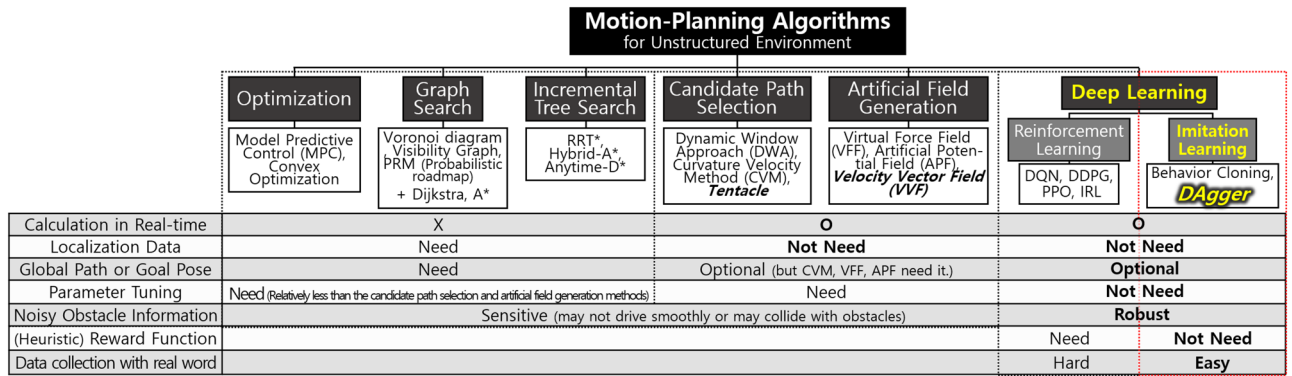 Motion-Planning Algorithms
for Unstructured Environment
Optimization
Model Predictive
Control (MPC),
Convex
Optimization
Graph
Search
Voronoi diagram
Visibility Graph,
PRM (Probabilistic
roadmap)
+ Dijkstra, A*
Incremental
Tree Search
RRT*,
Hybrid-A*,
Anytime-D*
Candidate Path
Selection
Dynamic Window
Approach (DWA),
Curvature Velocity
Method (CVM),
Tentacle
Artificial Field
Generation
Virtual Force Field
(VFF), Artificial Poten-
tial Field (APF),
Velocity Vector Field
(VVF)
Deep Learning
Reinforcement
Learning
DQN, DDPG,
PPO, IRL
Imitation
Learning
Behavior Cloning,
DAgger
Calculation in Real-time X O O
Localization Data Need Not Need Not Need
Global Path or Goal Pose Need Optional (but CVM, VFF, APF need it.) Optional
Parameter Tuning Need (Relatively less than the candidate path selection and artificial field generation methods) Need Not Need
Noisy Obstacle Information Sensitive (may not drive smoothly or may collide with obstacles) Robust
(Heuristic) Reward Function Need Not Need
Data collection with real word Hard Easy